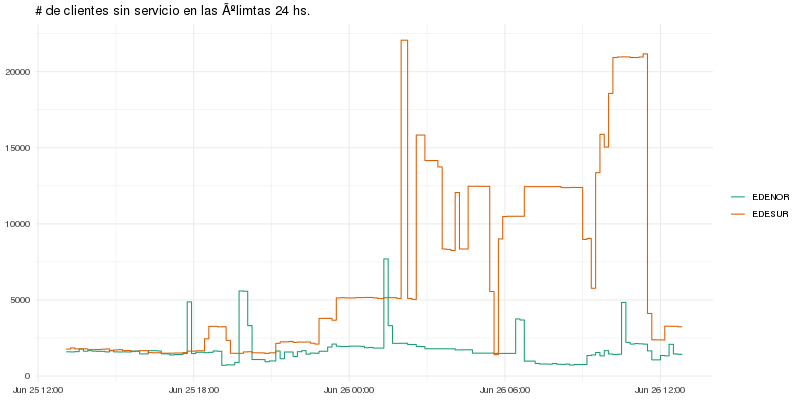 # de clientes sin servicio en las Ãºlimtas 24 hs.
20000
15000
10000
5000
0
Jun 25 12:00 Jun 25 18:00 Jun 26 00:00 Jun 26 06:00 Jun 26 12:00
EDENOR
EDESUR